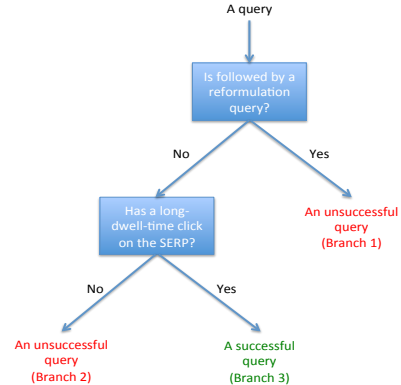 A query
Is followed by a
reformulation
query?
No
Yes
Has a long-
dwell-time click
on the SERP?
An unsuccessful
query
(Branch 1)
No
Yes
An unsuccessful
query
(Branch 2)
A successful
query
(Branch 3)